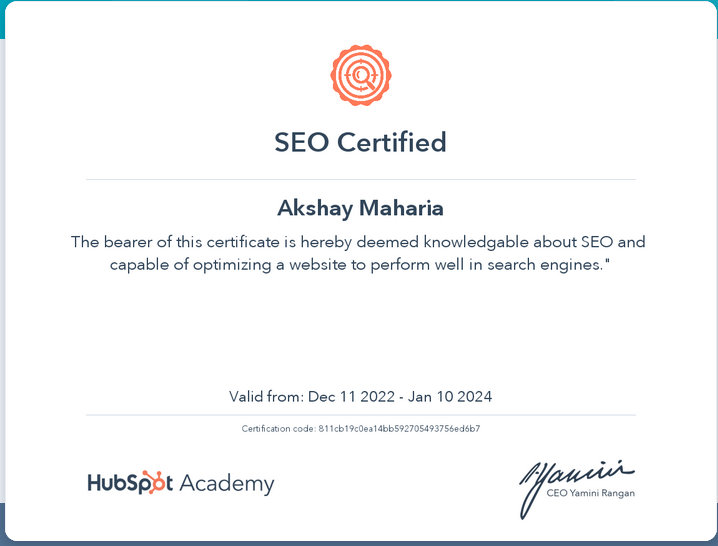 SEO Certified
Akshay Maharia
The bearer of this certificate is hereby deemed knowledgable about SEO and
capable of optimizing a website to perform well in search engines."
Valid from: Dec 11 2022 - Jan 10 2024
Certification code: 811cb19c0ea14bb592705493756ed6b7
HubSpot Academy
Yamini
CEO Yamini Rangan